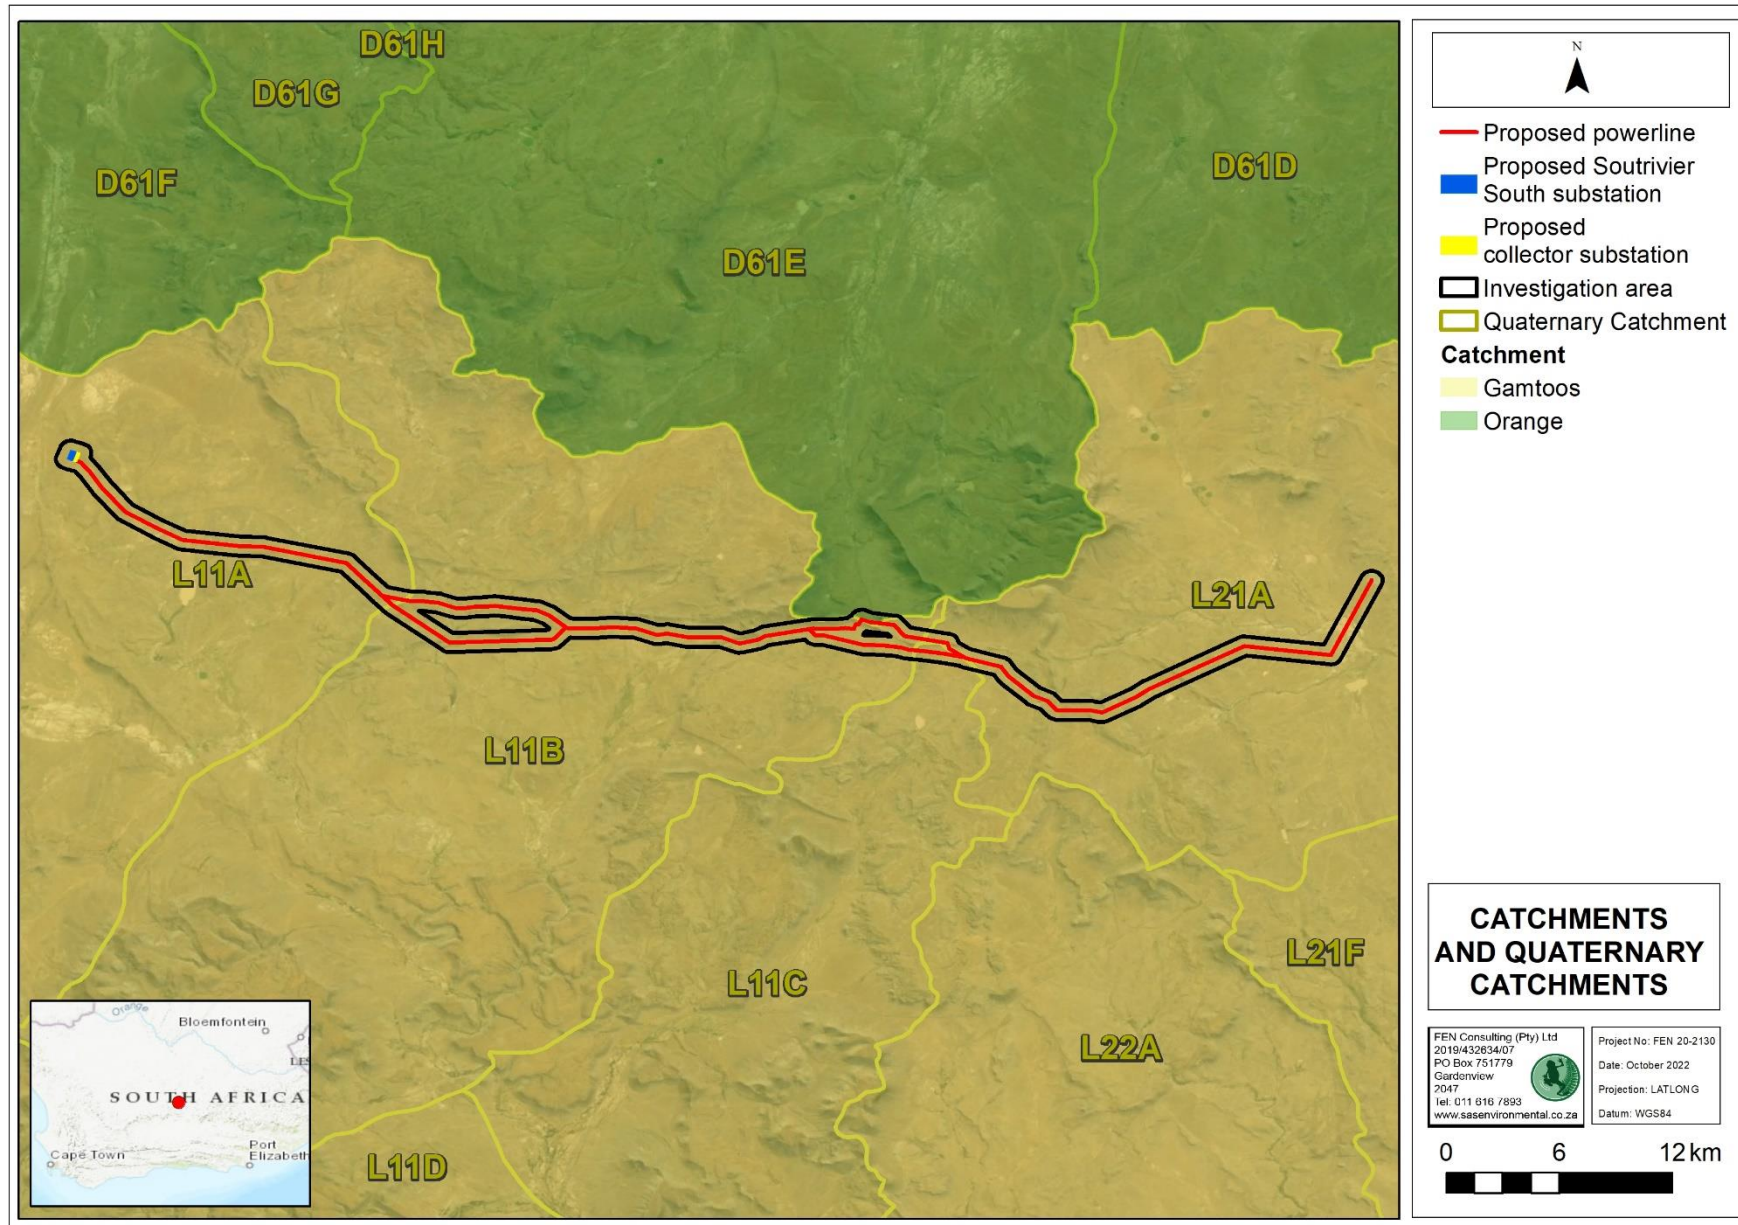 D61H
D61G
D61F
D61D
D61E
L11A
L21A
L11B
L11C
L21F
L22A
L11D
Orange
Bloemfontein
LES
SOUTH AFRICA
Port
Elizabeth
Cape Town
N
Proposed powerline
Proposed Soutrivier
South substation
Proposed
collector substation
Investigation area
Quaternary Catchment
Catchment
Gamtoos
Orange
CATCHMENTS
AND QUATERNARY
CATCHMENTS
FEN Consulting (Pty) Ltd
2019/432634/07
PO Box 751779
Gardenview
2047
Tel: 011 616 7893
www.sasenvironmental.co.za
Project No: FEN 20-2130
Date: October 2022
Projection: LATLONG
Datum: WGS84
0 6 12 km